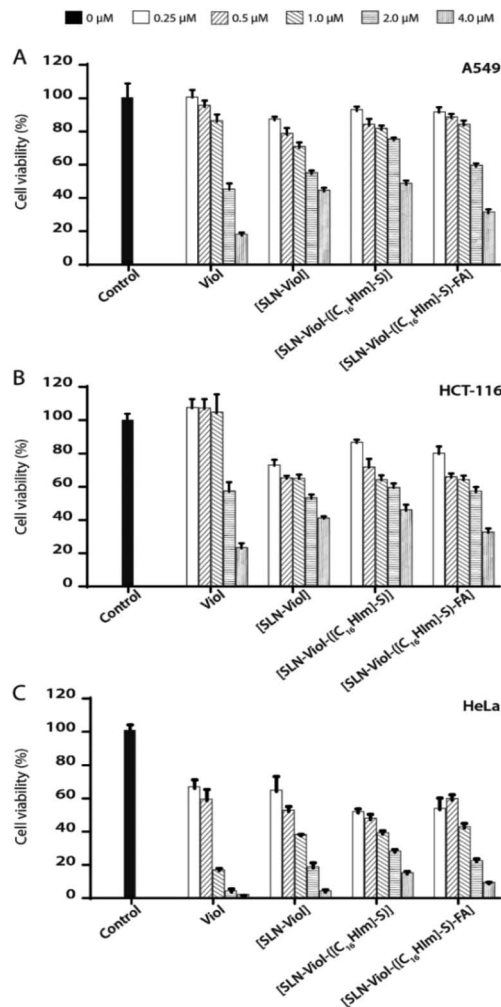 0 μM 0.25 μM 0.5 μM 1.0 μM 2.0 μM 4.0 μM
A
A549
Cell viability (%)
120
100
80
60
40
20
0
Control
Viol
[SLN-Viol]
[SLN-Viol-([C₁₆HIm]-S)]
[SLN-Viol-([C₁₆HIm]-S)-FA]
B
HCT-116
Cell viability (%)
120
100
80
60
40
20
0
Control
Viol
[SLN-Viol]
[SLN-Viol-([C₁₆HIm]-S)]
[SLN-Viol-([C₁₆HIm]-S)-FA]
C
HeLa
Cell viability (%)
120
100
80
60
40
20
0
Control
Viol
[SLN-Viol]
[SLN-Viol-([C₁₆HIm]-S)]
[SLN-Viol-([C₁₆HIm]-S)-FA]